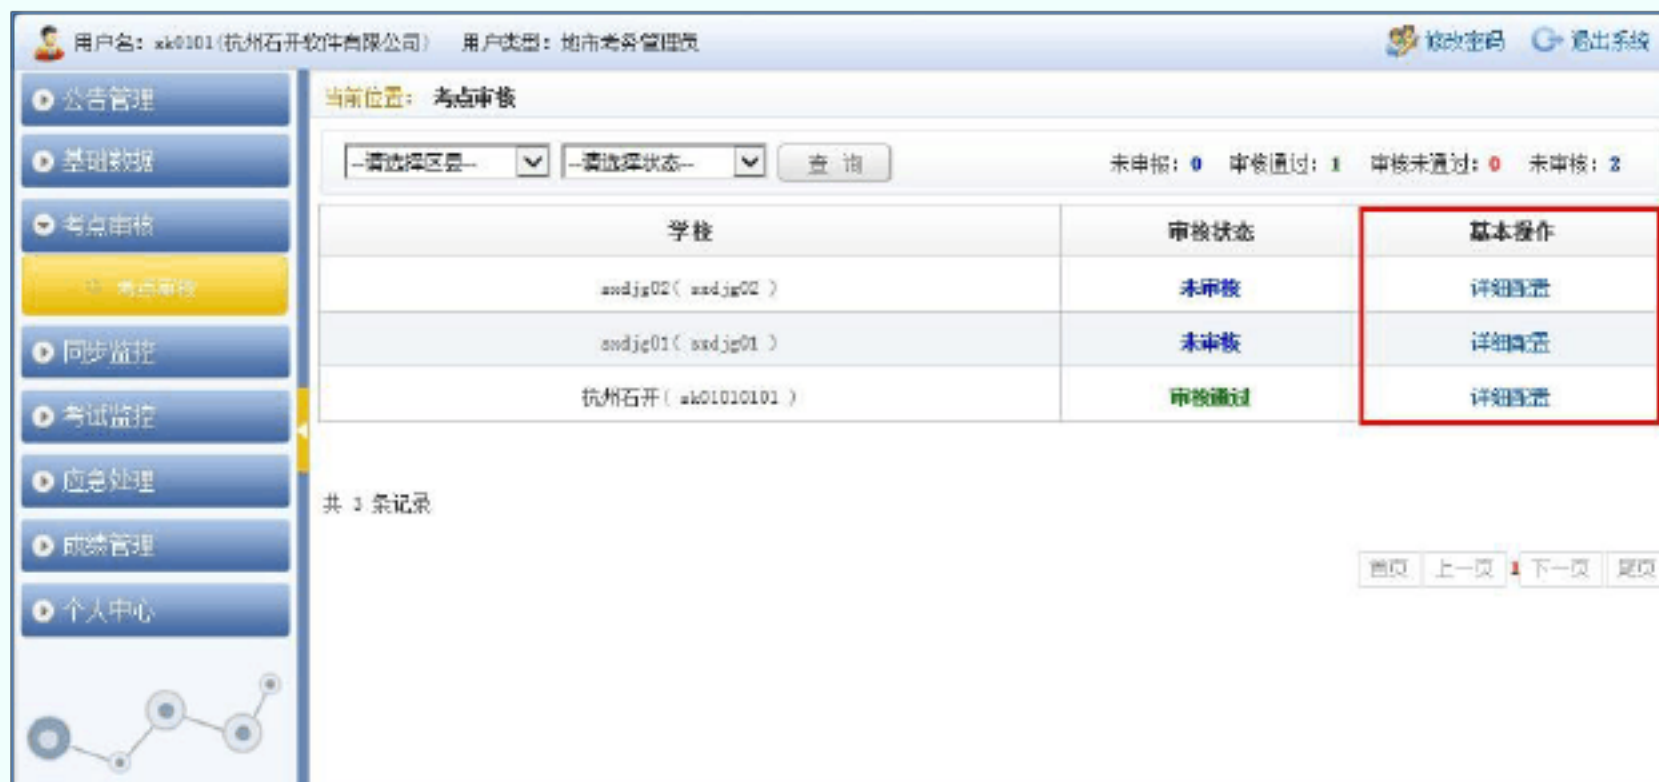 用户名：xk0101(杭州石开软件有限公司) 用户类型：地市考务管理员 修改密码 退出系统
公告管理
当前位置： 考点审核
基础数据
--请选择区县-- --请选择状态-- 查 询 未申报：0 审核通过：1 审核未通过：0 未审核：2
考点审核
学校 审核状态 基本操作
考点审核
sxdjg02( sxdjg02 ) 未审核 详细配置
同步监控
sxdjg01( sxdjg01 ) 未审核 详细配置
杭州石开( xk01010101 ) 审核通过 详细配置
考试监控
应急处理
共 3 条记录
成绩管理
首页 上一页 1 下一页 尾页
个人中心